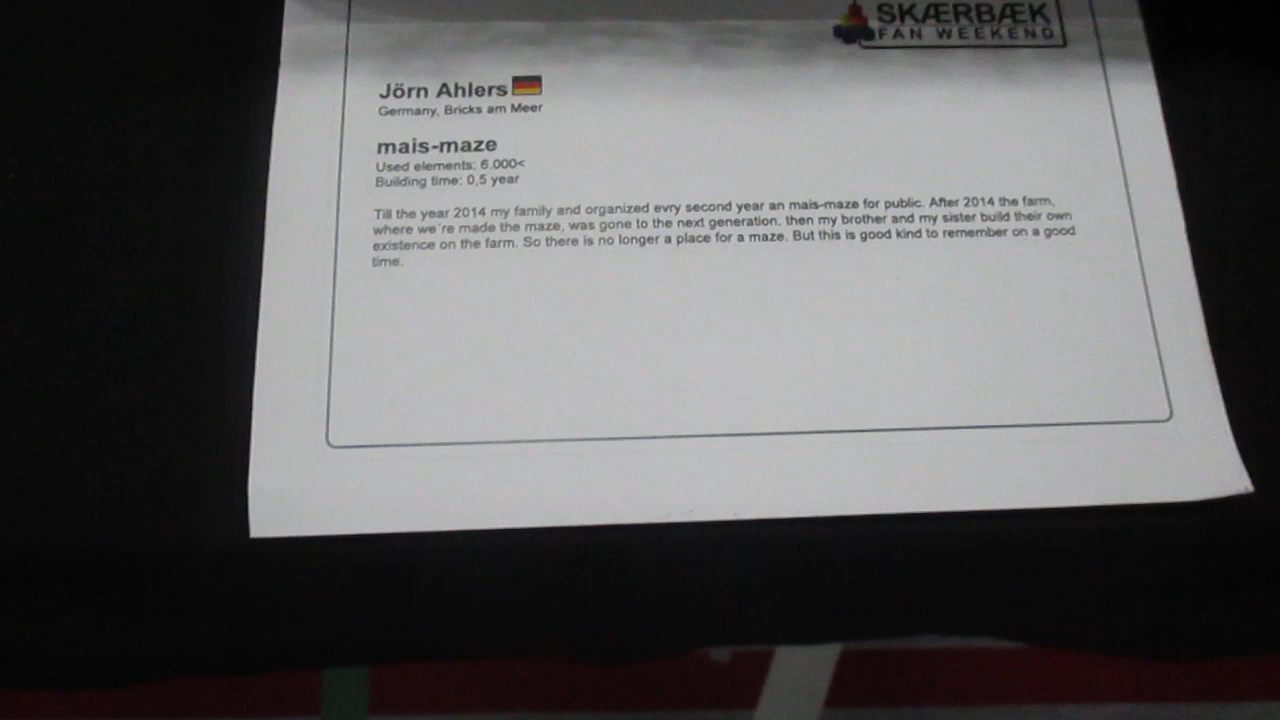 SKÆRBÆK
FAN WEEKEND
Jörn Ahlers
Germany, Bricks am Meer
mais-maze
Used elements: 6.000<
Building time: 0,5 year
Till the year 2014 my family and organized evry second year an mais-maze for public. After 2014 the farm,
where we´re made the maze, was gone to the next generation. then my brother and my sister build their own
existence on the farm. So there is no longer a place for a maze. But this is good kind to remember on a good
time.